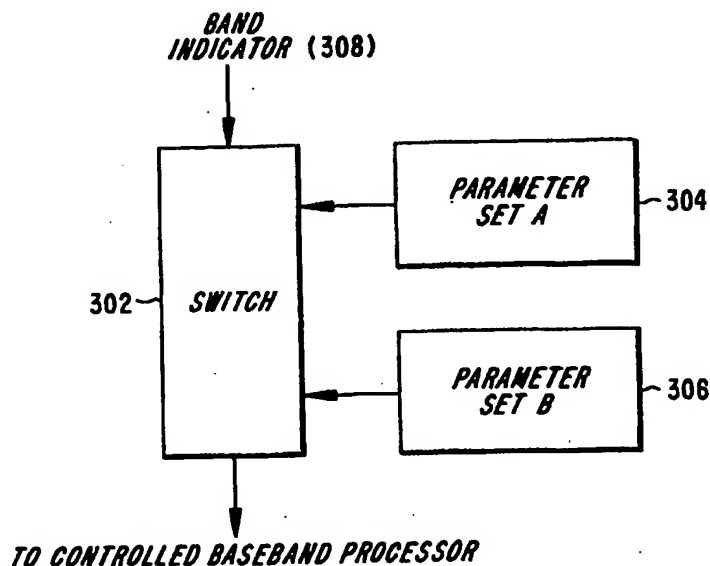 BAND
INDICATOR (308)
PARAMETER
SET A
304
302
SWITCH
PARAMETER
SET B
306
TO CONTROLLED BASEBAND PROCESSOR